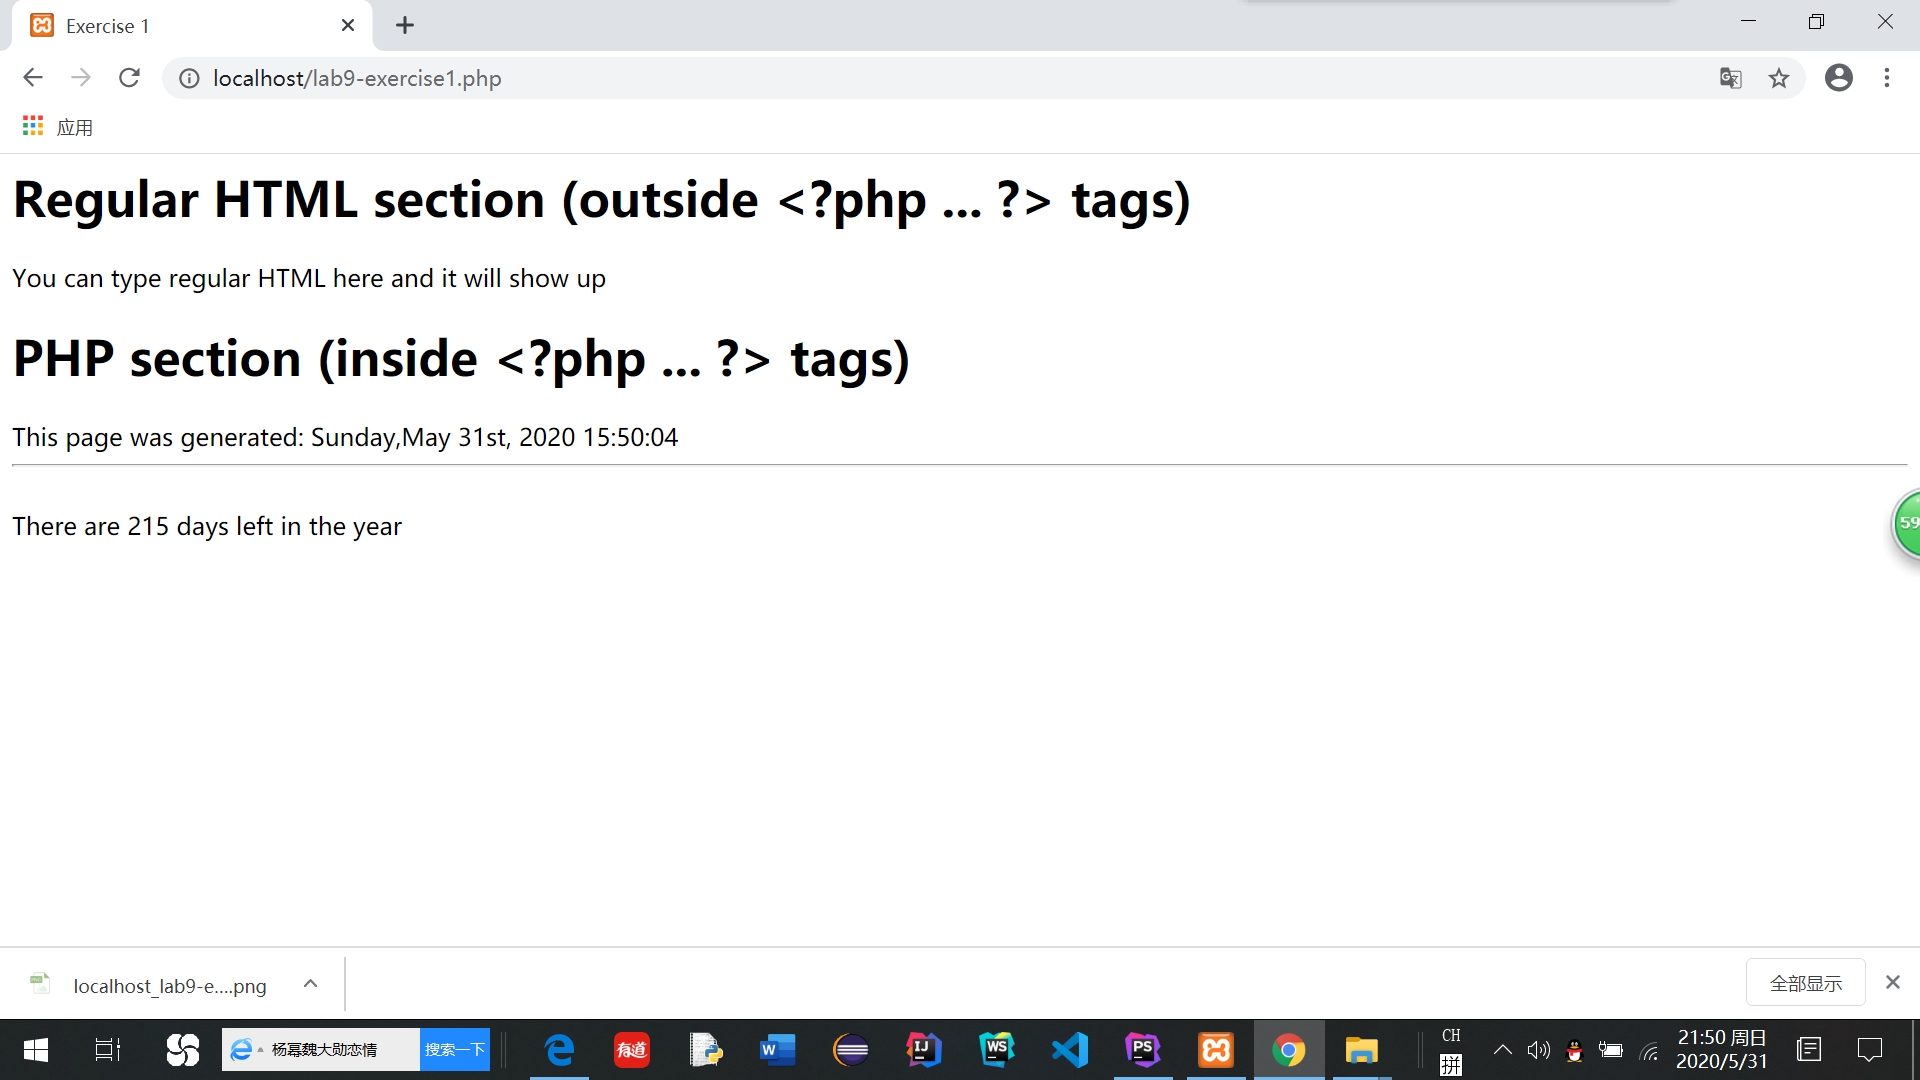 Exercise 1
localhost/lab9-exercise1.php
应用
Regular HTML section (outside <?php ... ?> tags)
You can type regular HTML here and it will show up
PHP section (inside <?php ... ?> tags)
This page was generated: Sunday,May 31st, 2020 15:50:04
There are 215 days left in the year
59
localhost_lab9-e....png
全部显示
杨幂魏大勋恋情
搜索一下
有道
W
IJ
WS
PS
CH
拼
21:50 周日
2020/5/31